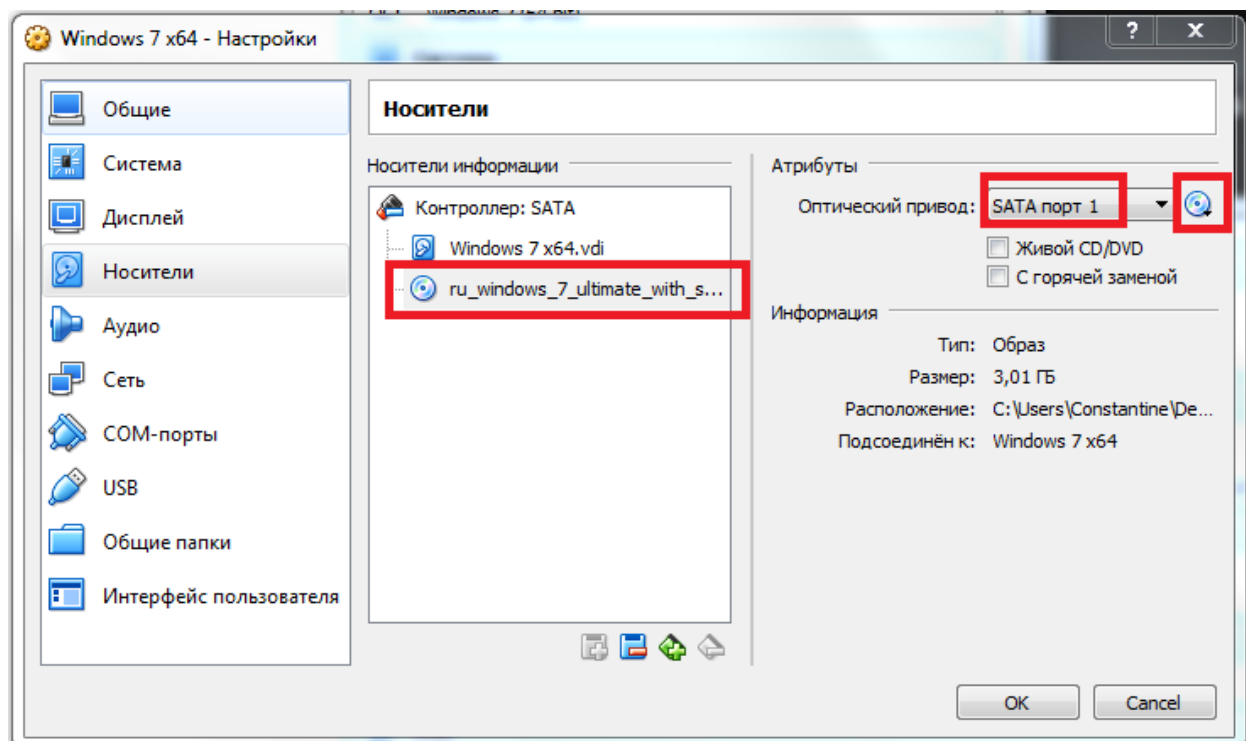 Windows 7 x64 - Настройки
?
x
Общие
Система
Дисплей
Носители
Аудио
Сеть
COM-порты
USB
Общие папки
Интерфейс пользователя
Носители
Носители информации
Контроллер: SATA
Windows 7 x64.vdi
ru_windows_7_ultimate_with_s...
Атрибуты
Оптический привод: SATA порт 1
Живой CD/DVD
С горячей заменой
Информация
Тип: Образ
Размер: 3,01 ГБ
Расположение: C:\Users\Constantine\De...
Подсоединён к: Windows 7 x64
OK
Cancel